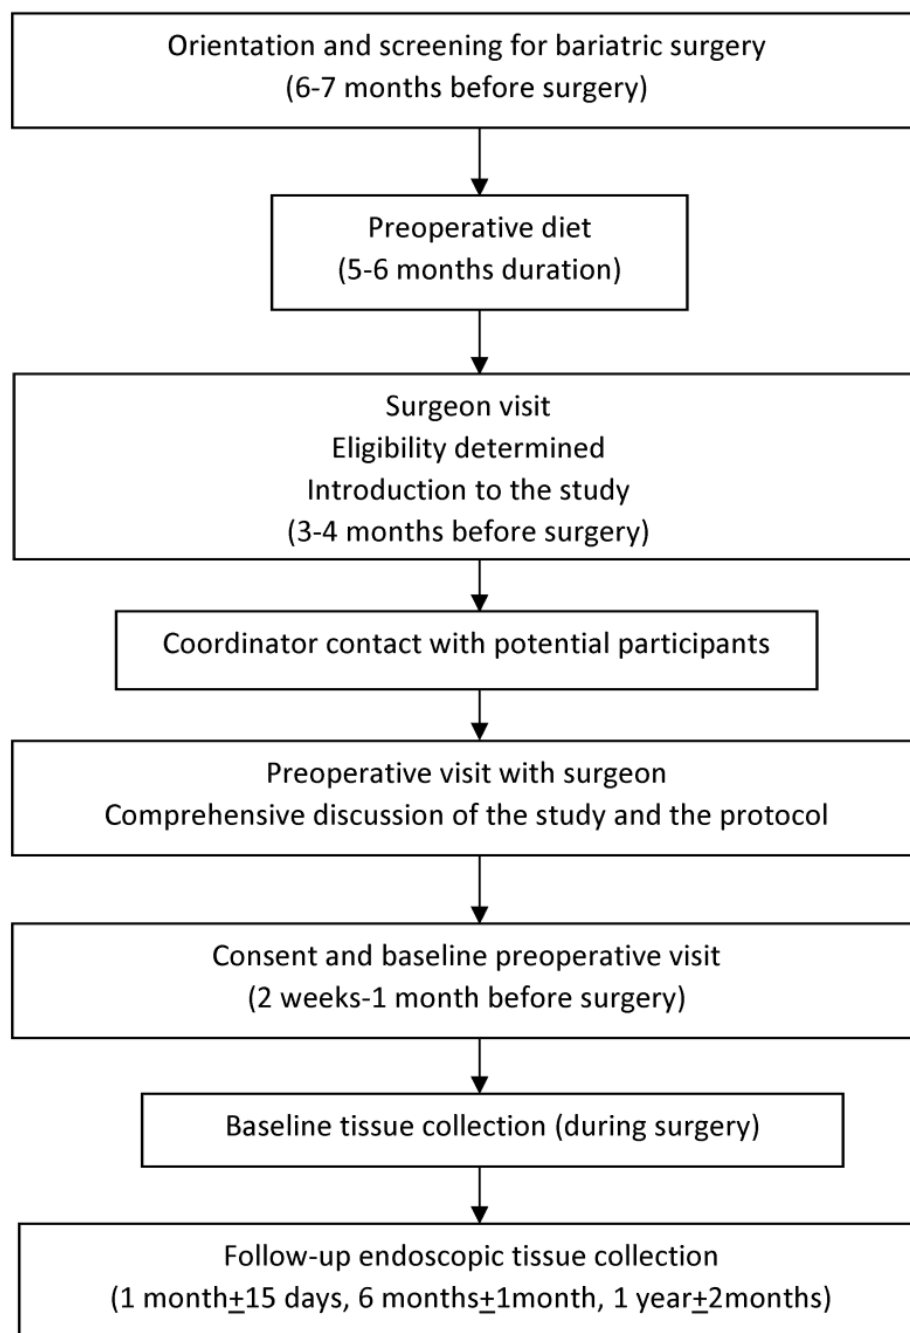 Orientation and screening for bariatric surgery
(6-7 months before surgery)
Preoperative diet
(5-6 months duration)
Surgeon visit
Eligibility determined
Introduction to the study
(3-4 months before surgery)
Coordinator contact with potential participants
Preoperative visit with surgeon
Comprehensive discussion of the study and the protocol
Consent and baseline preoperative visit
(2 weeks-1 month before surgery)
Baseline tissue collection (during surgery)
Follow-up endoscopic tissue collection
(1 month±15 days, 6 months±1month, 1 year±2months)